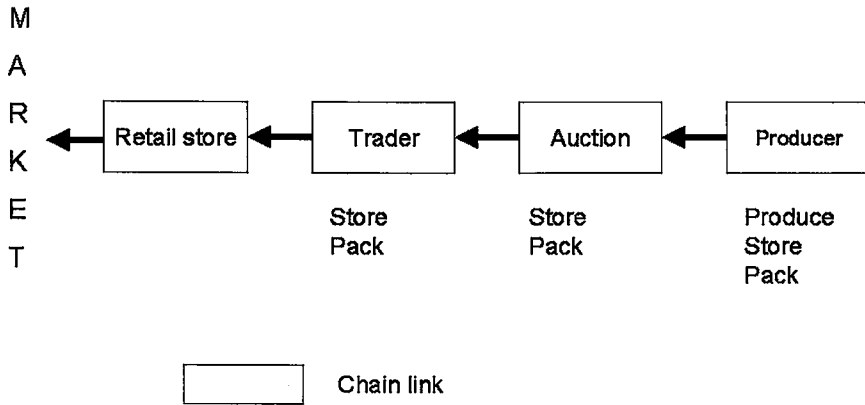 M
A
R
K
E
T
Retail store
Trader
Auction
Producer
Store
Pack
Store
Pack
Produce
Store
Pack
Chain link